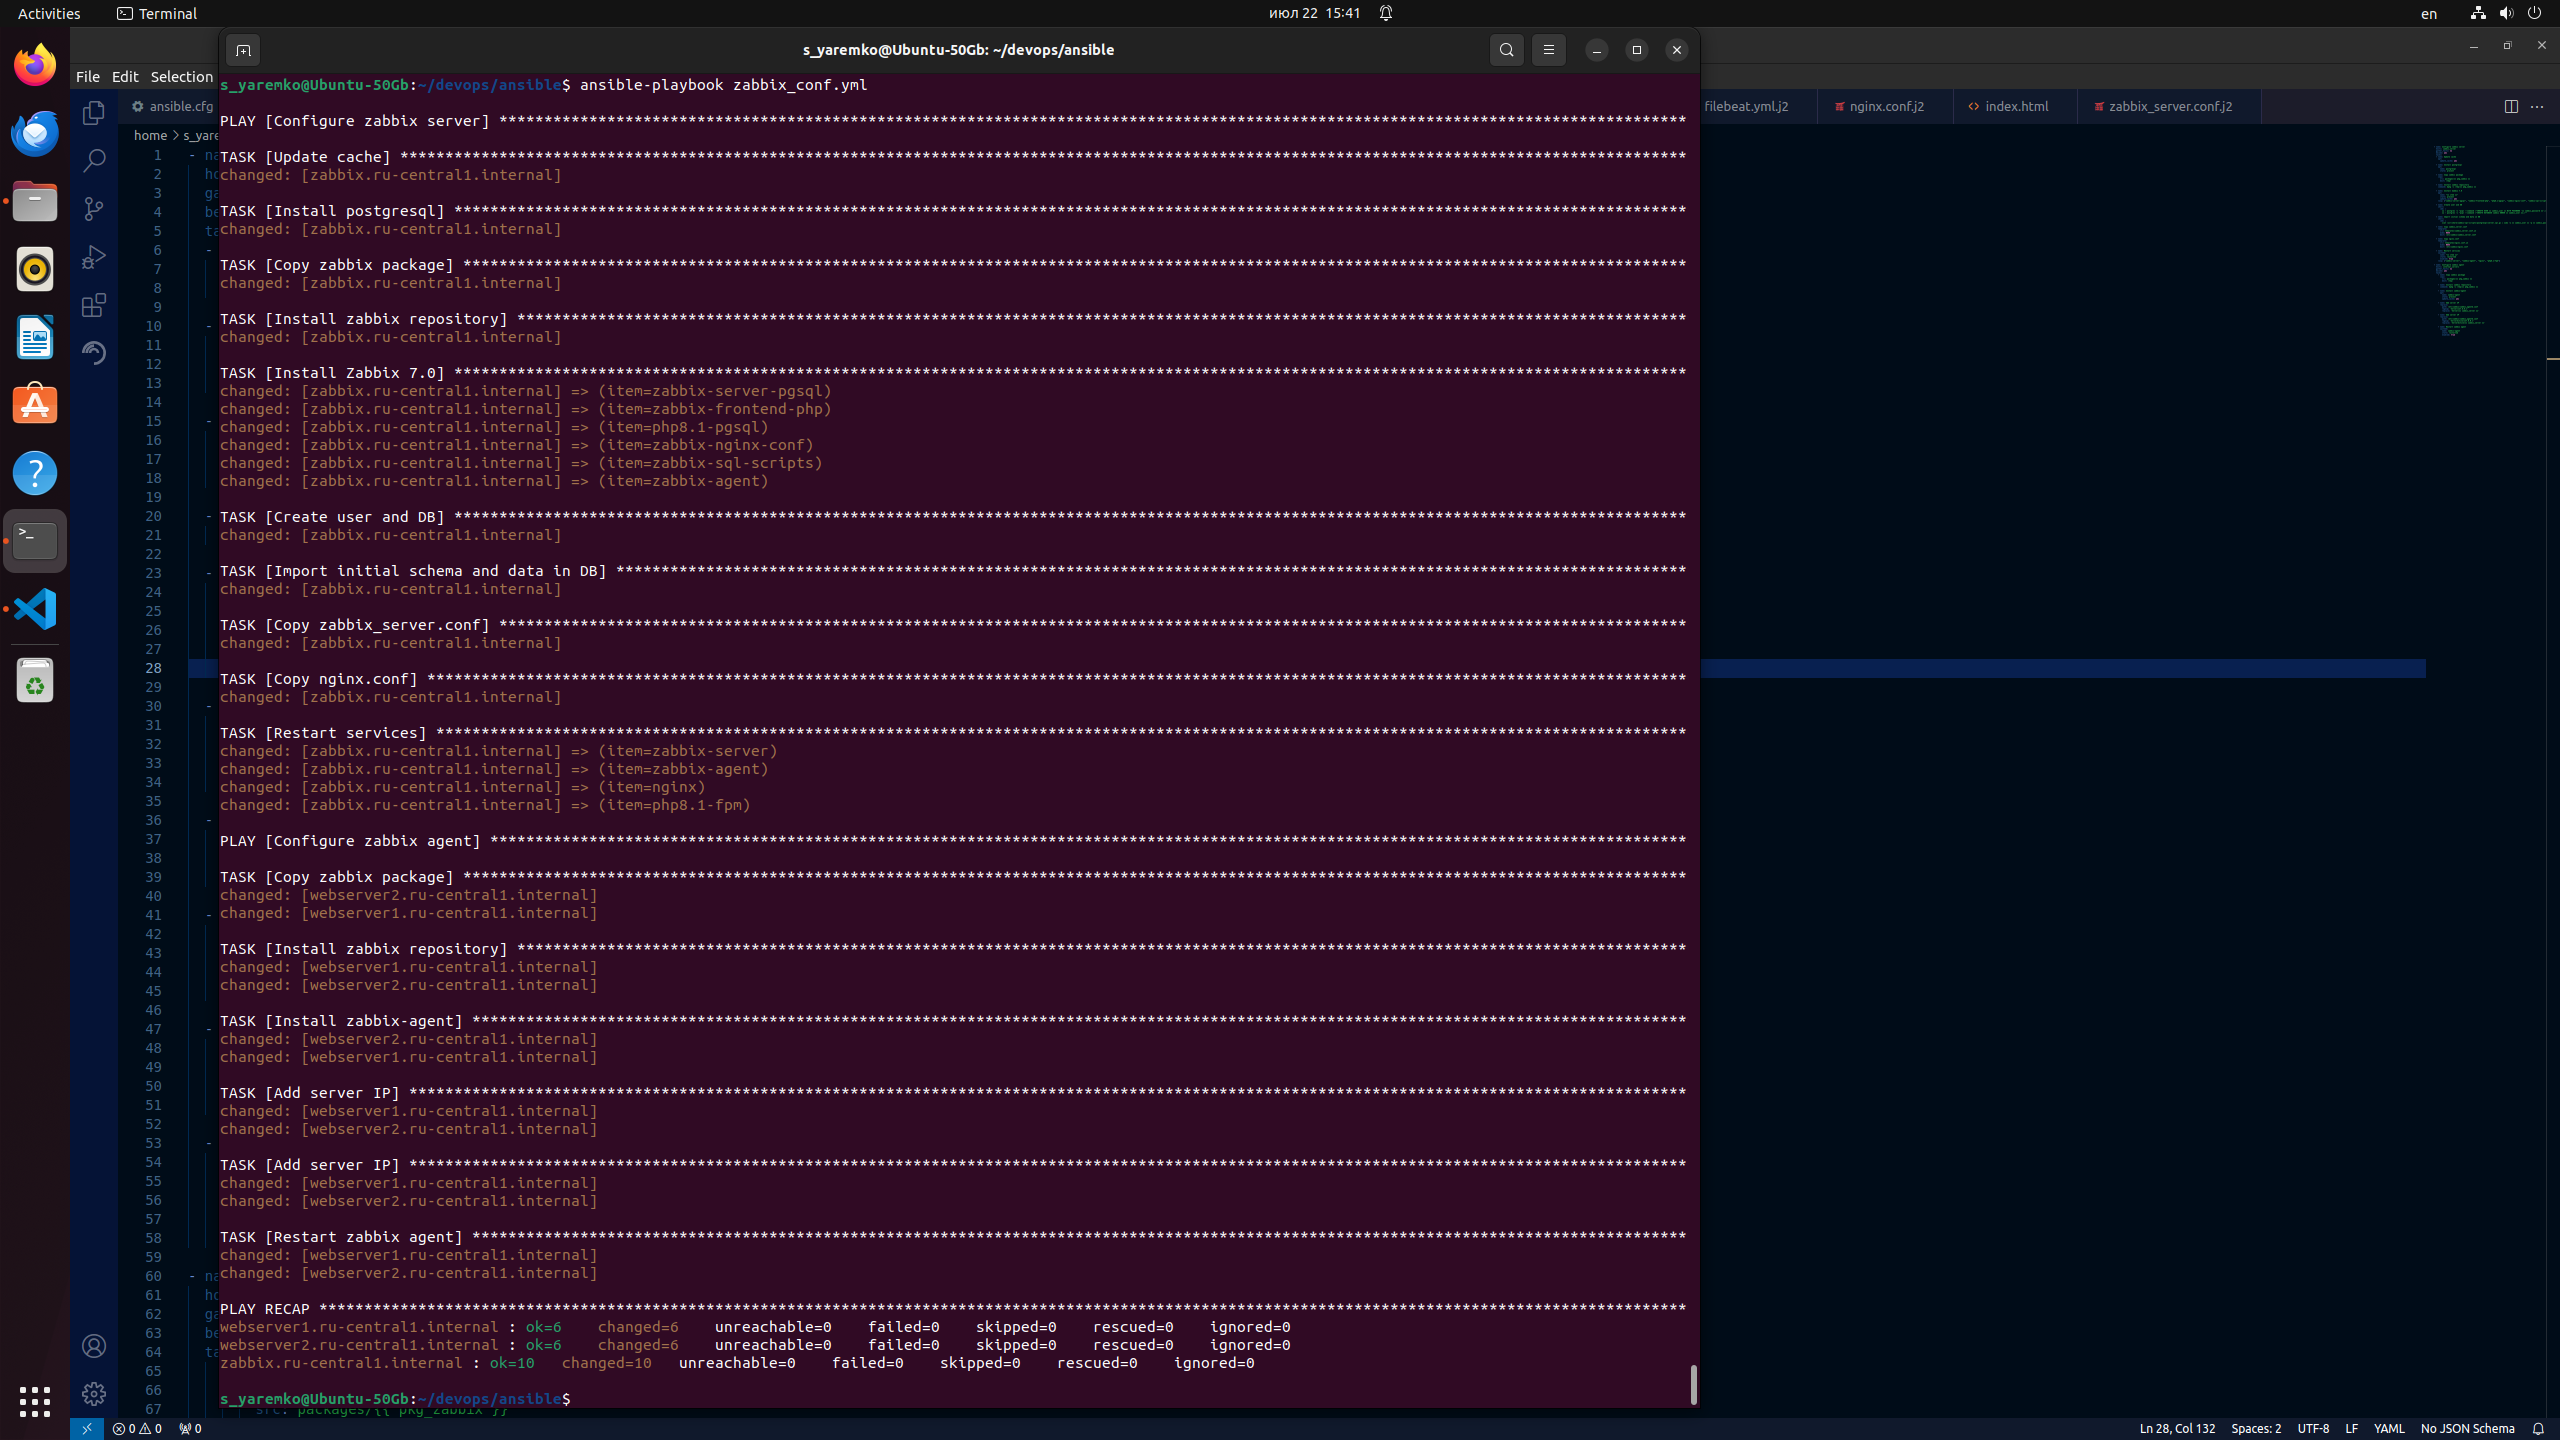 Activities
Terminal
июл 22 15:41
en
s_yaremko@Ubuntu-50Gb: ~/devops/ansible
File Edit Selection
ansible.cfg
filebeat.yml.j2
nginx.conf.j2
index.html
zabbix_server.conf.j2
home > s_yare
s_yaremko@Ubuntu-50Gb:~/devops/ansible$ ansible-playbook zabbix_conf.yml
PLAY [Configure zabbix server]
TASK [Update cache]
changed: [zabbix.ru-central1.internal]
TASK [Install postgresql]
changed: [zabbix.ru-central1.internal]
TASK [Copy zabbix package]
changed: [zabbix.ru-central1.internal]
TASK [Install zabbix repository]
changed: [zabbix.ru-central1.internal]
TASK [Install Zabbix 7.0]
changed: [zabbix.ru-central1.internal] => (item=zabbix-server-pgsql)
changed: [zabbix.ru-central1.internal] => (item=zabbix-frontend-php)
changed: [zabbix.ru-central1.internal] => (item=php8.1-pgsql)
changed: [zabbix.ru-central1.internal] => (item=zabbix-nginx-conf)
changed: [zabbix.ru-central1.internal] => (item=zabbix-sql-scripts)
changed: [zabbix.ru-central1.internal] => (item=zabbix-agent)
TASK [Create user and DB]
changed: [zabbix.ru-central1.internal]
TASK [Import initial schema and data in DB]
changed: [zabbix.ru-central1.internal]
TASK [Copy zabbix_server.conf]
changed: [zabbix.ru-central1.internal]
TASK [Copy nginx.conf]
changed: [zabbix.ru-central1.internal]
TASK [Restart services]
changed: [zabbix.ru-central1.internal] => (item=zabbix-server)
changed: [zabbix.ru-central1.internal] => (item=zabbix-agent)
changed: [zabbix.ru-central1.internal] => (item=nginx)
changed: [zabbix.ru-central1.internal] => (item=php8.1-fpm)
PLAY [Configure zabbix agent]
TASK [Copy zabbix package]
changed: [webserver2.ru-central1.internal]
changed: [webserver1.ru-central1.internal]
TASK [Install zabbix repository]
changed: [webserver1.ru-central1.internal]
changed: [webserver2.ru-central1.internal]
TASK [Install zabbix-agent]
changed: [webserver2.ru-central1.internal]
changed: [webserver1.ru-central1.internal]
TASK [Add server IP]
changed: [webserver1.ru-central1.internal]
changed: [webserver2.ru-central1.internal]
TASK [Add server IP]
changed: [webserver1.ru-central1.internal]
changed: [webserver2.ru-central1.internal]
TASK [Restart zabbix agent]
changed: [webserver1.ru-central1.internal]
changed: [webserver2.ru-central1.internal]
PLAY RECAP
webserver1.ru-central1.internal : ok=6 changed=6 unreachable=0 failed=0 skipped=0 rescued=0 ignored=0
webserver2.ru-central1.internal : ok=6 changed=6 unreachable=0 failed=0 skipped=0 rescued=0 ignored=0
zabbix.ru-central1.internal : ok=10 changed=10 unreachable=0 failed=0 skipped=0 rescued=0 ignored=0
s_yaremko@Ubuntu-50Gb:~/devops/ansible$
src: packages/{{ pkg_zabbix }}
0 0 0
Ln 28, Col 132 Spaces: 2 UTF-8 LF YAML No JSON Schema